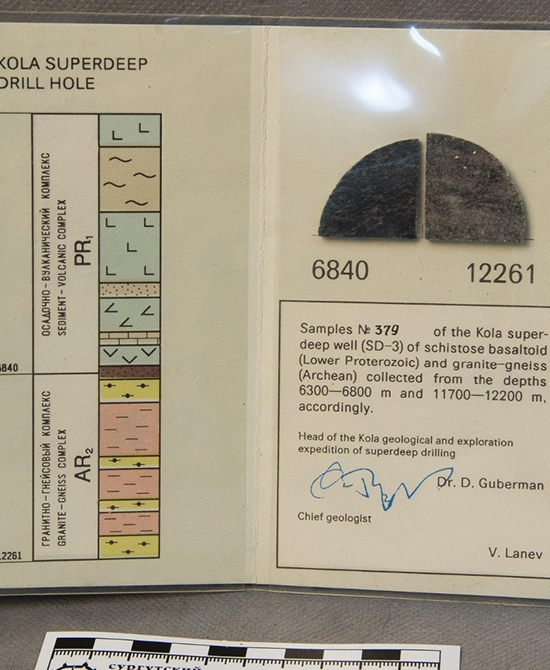 KOLA SUPERDEEP
DRILL HOLE
ОСАДОЧНО-ВУЛКАНИЧЕСКИЙ КОМПЛЕКС
SEDIMENT-VOLCANIC COMPLEX
PR1
6840
ГРАНИТНО-ГНЕЙСОВЫЙ КОМПЛЕКС
GRANITE-GNEISS COMPLEX
AR2
12261
6840
12261
Samples № 379 of the Kola super-
deep well (SD-3) of schistose basaltoid
(Lower Proterozoic) and granite-gneiss
(Archean) collected from the depths
6300—6800 m and 11700—12200 m,
accordingly.
Head of the Kola geological and exploration
expedition of superdeep drilling
Dr. D. Guberman
Chief geologist
V. Lanev
СУРГУТСКИЙ